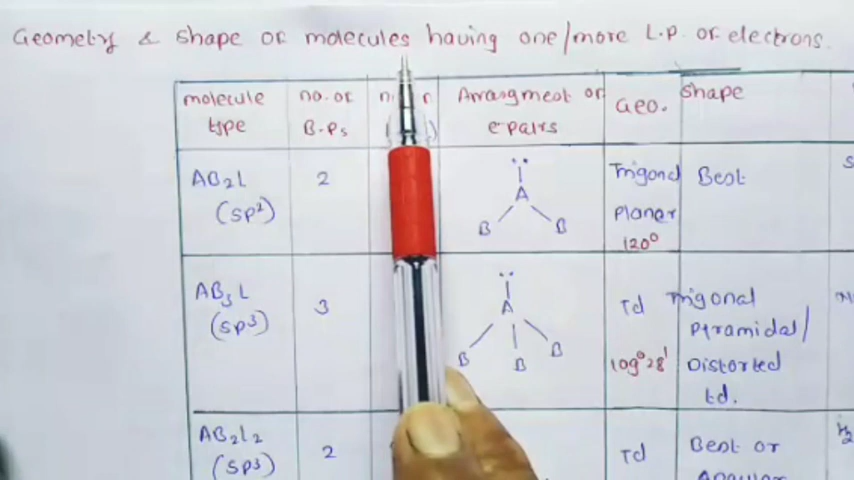 Geometry & shape of molecules having one/more L.P. of electrons.
molecule type
no. of B.Ps
Arrangment of e-pairs
Geo.
shape
AB2L (sp²)
2
:
A
B B
Trigonal planar 120°
Bent
AB3L (sp³)
3
:
A
B B B
Td 109°28'
Trigonal pyramidal/ Distorted td.
AB2L2 (sp³)
2
Td
Bent or